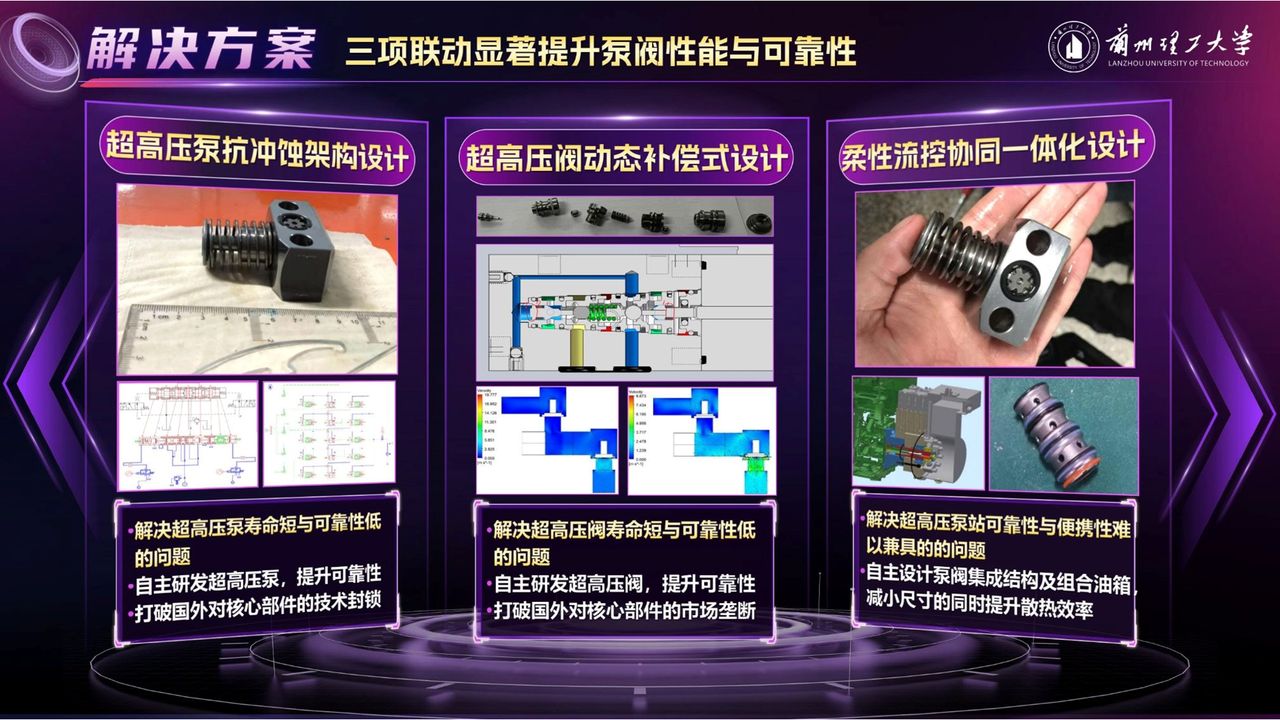 解决方案
三项联动显著提升泵阀性能与可靠性
蘭州理工大学
LANZHOU UNIVERSITY OF TECHNOLOGY
超高压泵抗冲蚀架构设计
·解决超高压泵寿命短与可靠性低
的问题
·自主研发超高压泵，提升可靠性
·打破国外对核心部件的技术封锁
超高压阀动态补偿式设计
·解决超高压阀寿命短与可靠性低
的问题
·自主研发超高压阀，提升可靠性
·打破国外对核心部件的市场垄断
柔性流控协同一体化设计
·解决超高压泵站可靠性与便携性难
以兼具的的问题
·自主设计泵阀集成结构及组合油箱，
减小尺寸的同时提升散热效率